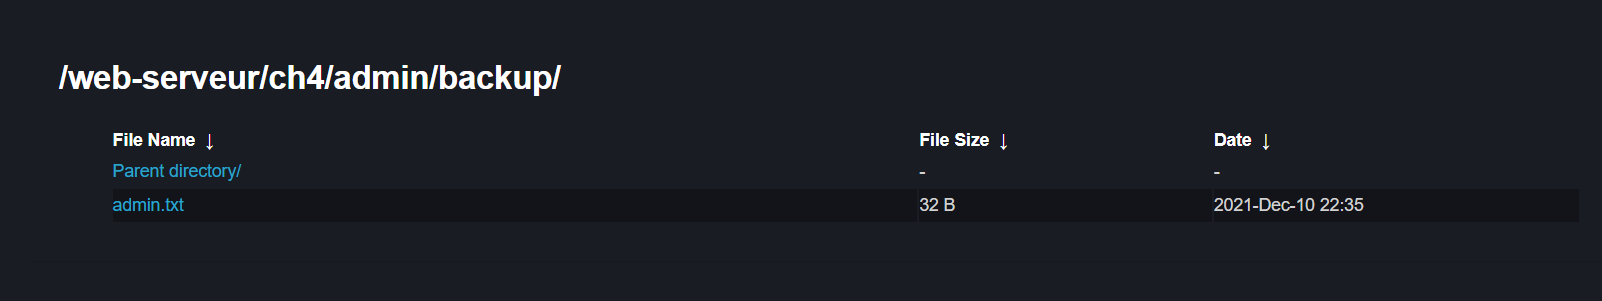 /web-serveur/ch4/admin/backup/
File Name ↓ File Size ↓ Date ↓
Parent directory/ - -
admin.txt 32 B 2021-Dec-10 22:35